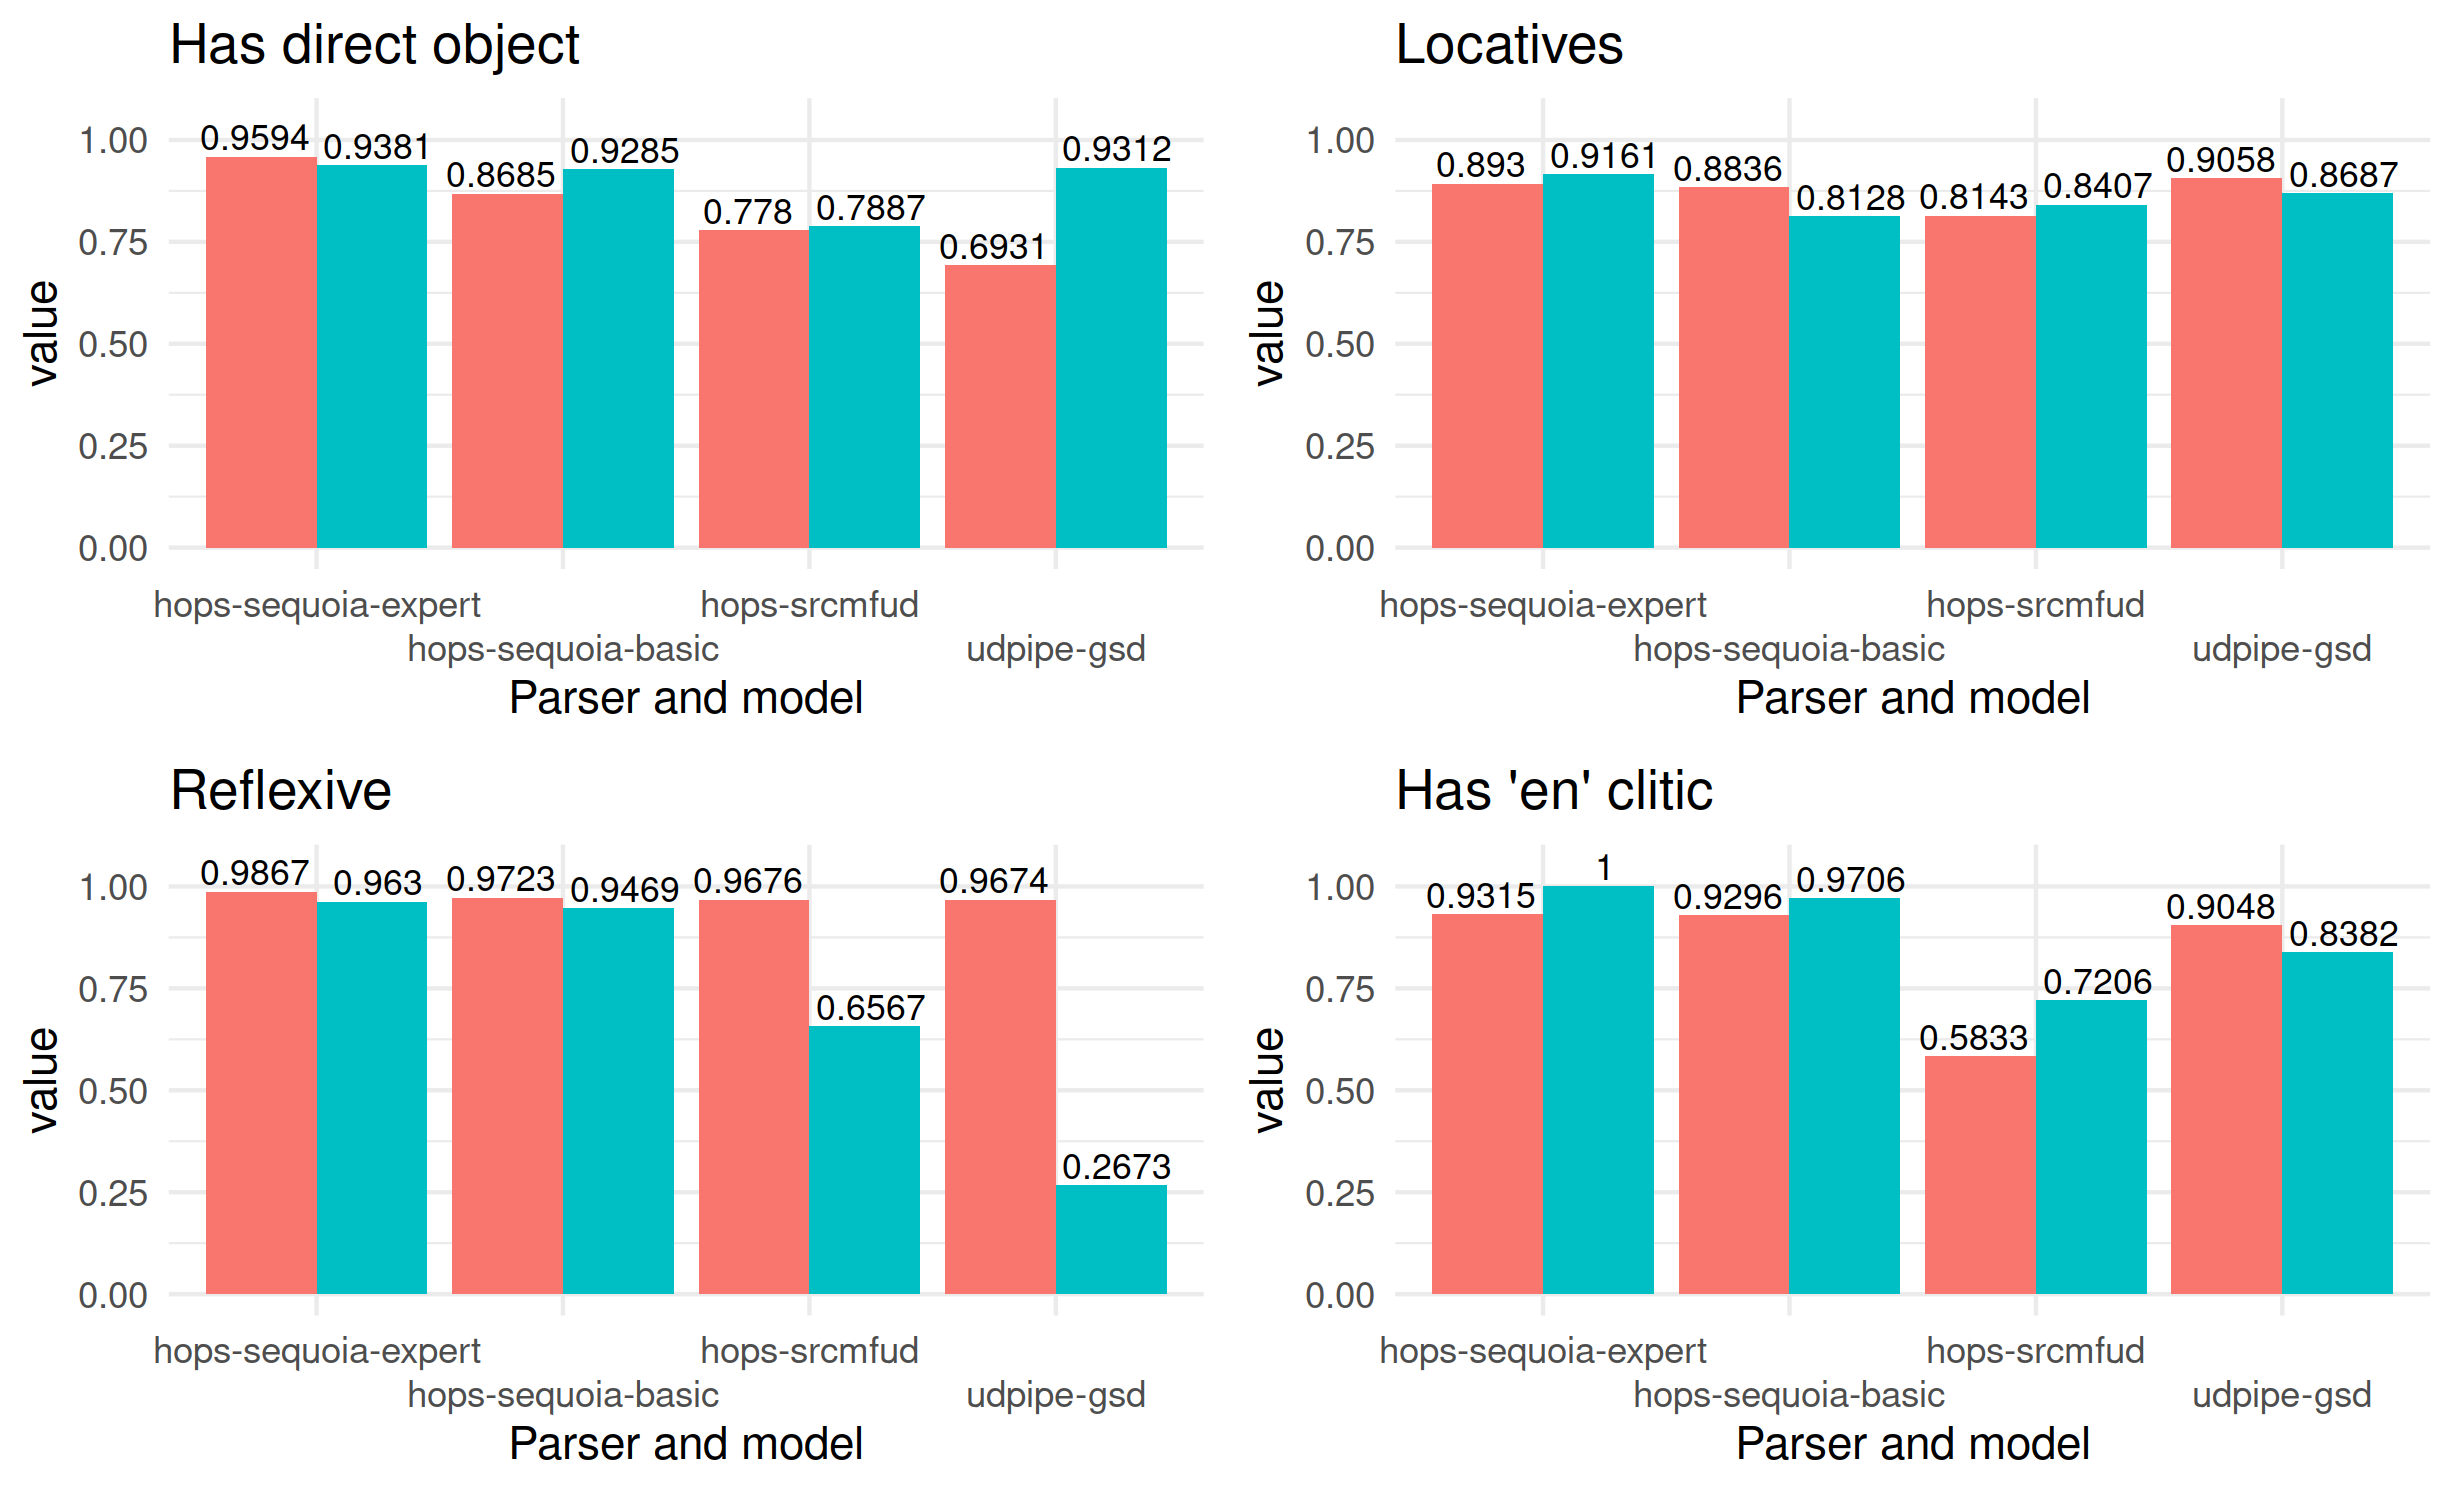 Has direct object
1.00
0.75
0.50
0.25
0.00
value
0.9594
0.9381
0.8685
0.9285
0.778
0.7887
0.6931
0.9312
hops-sequoia-expert
hops-sequoia-basic
hops-srcmfud
udpipe-gsd
Parser and model
Locatives
1.00
0.75
0.50
0.25
0.00
value
0.893
0.9161
0.8836
0.8128
0.8143
0.8407
0.9058
0.8687
hops-sequoia-expert
hops-sequoia-basic
hops-srcmfud
udpipe-gsd
Parser and model
Reflexive
1.00
0.75
0.50
0.25
0.00
value
0.9867
0.963
0.9723
0.9469
0.9676
0.6567
0.9674
0.2673
hops-sequoia-expert
hops-sequoia-basic
hops-srcmfud
udpipe-gsd
Parser and model
Has 'en' clitic
1.00
0.75
0.50
0.25
0.00
value
0.9315
1
0.9296
0.9706
0.5833
0.7206
0.9048
0.8382
hops-sequoia-expert
hops-sequoia-basic
hops-srcmfud
udpipe-gsd
Parser and model